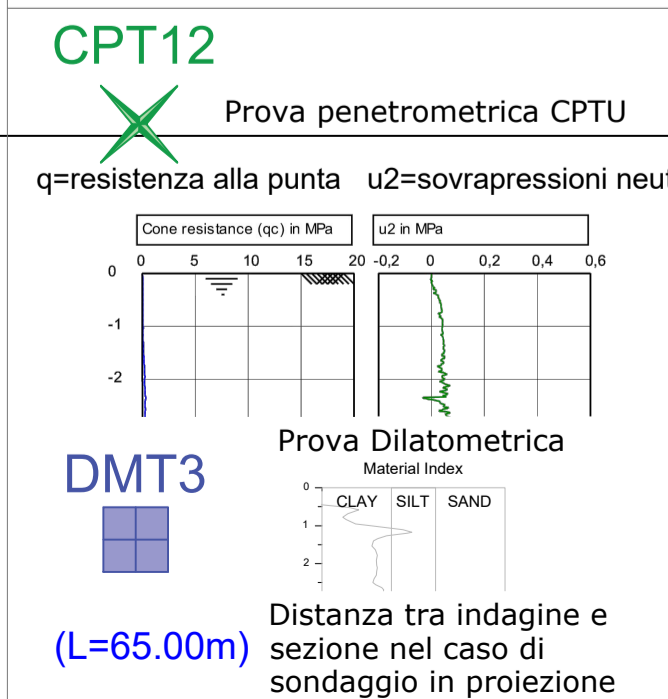 CPT12
Prova penetrometrica CPTU
q=resistenza alla punta u2=sovrapressioni neut
Cone resistance (qc) in MPa u2 in MPa
0 5 10 15 20 -0,2 0 0,2 0,4 0,6
0
-1
-2
Prova Dilatometrica
DMT3
Material Index
0
CLAY SILT SAND
1
2
(L=65.00m)
Distanza tra indagine e
sezione nel caso di
sondaggio in proiezione